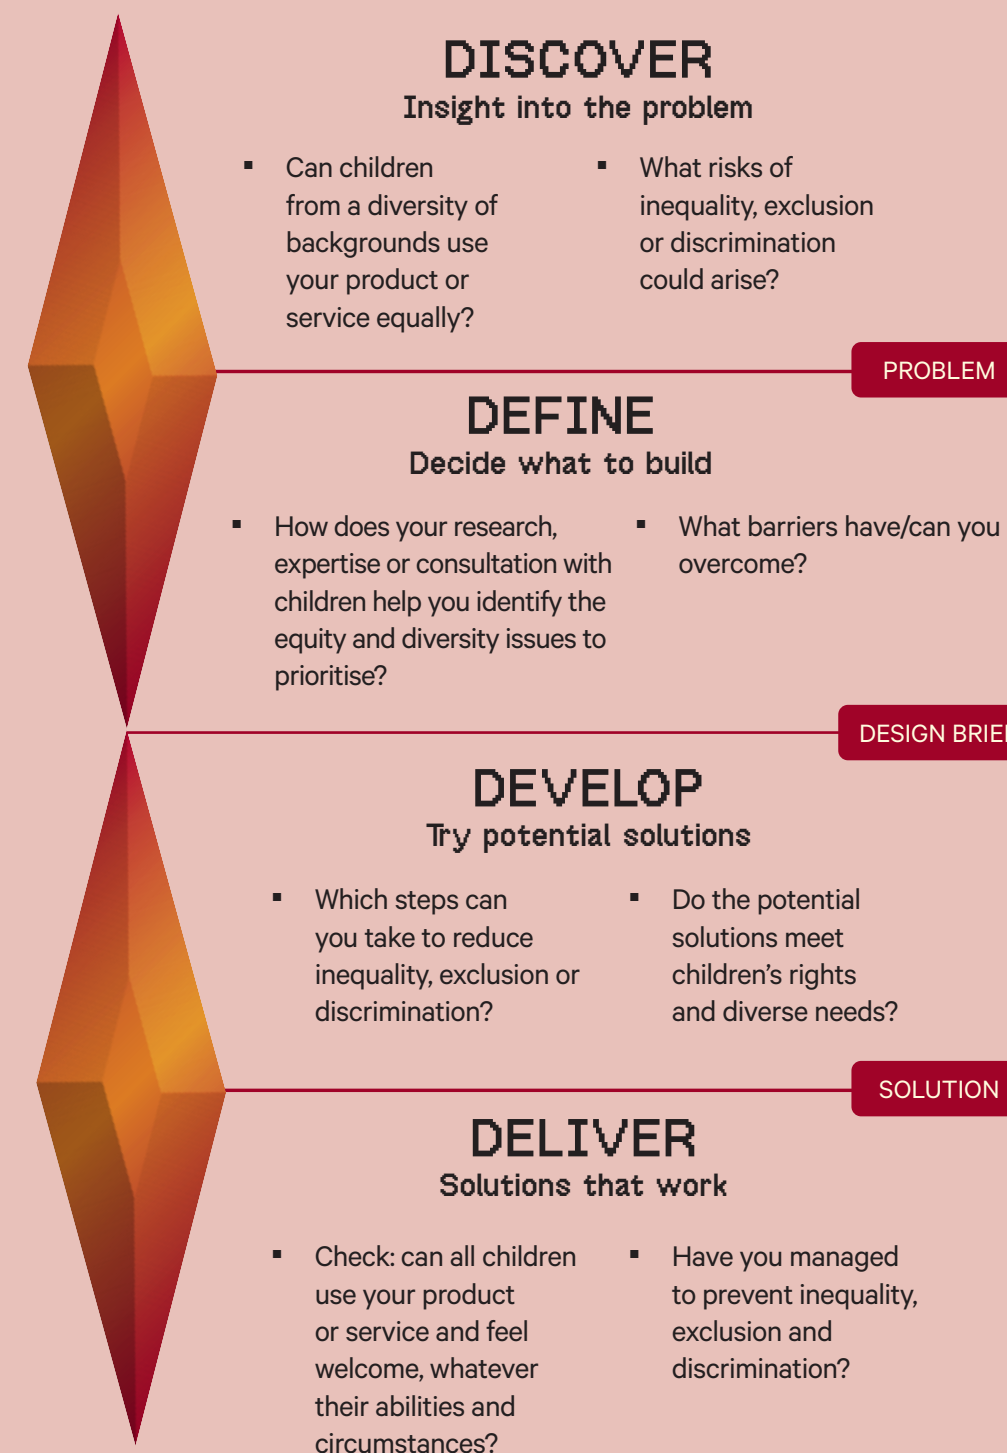 DISCOVER
Insight into the problem
▪ Can children
from a diversity of
backgrounds use
your product or
service equally?
▪ What risks of
inequality, exclusion
or discrimination
could arise?
PROBLEM
DEFINE
Decide what to build
▪ How does your research,
expertise or consultation with
children help you identify the
equity and diversity issues to
prioritise?
▪ What barriers have/can you
overcome?
DESIGN BRIEF
DEVELOP
Try potential solutions
▪ Which steps can
you take to reduce
inequality, exclusion or
discrimination?
▪ Do the potential
solutions meet
children’s rights
and diverse needs?
SOLUTION
DELIVER
Solutions that work
▪ Check: can all children
use your product
or service and feel
welcome, whatever
their abilities and
circumstances?
▪ Have you managed
to prevent inequality,
exclusion and
discrimination?